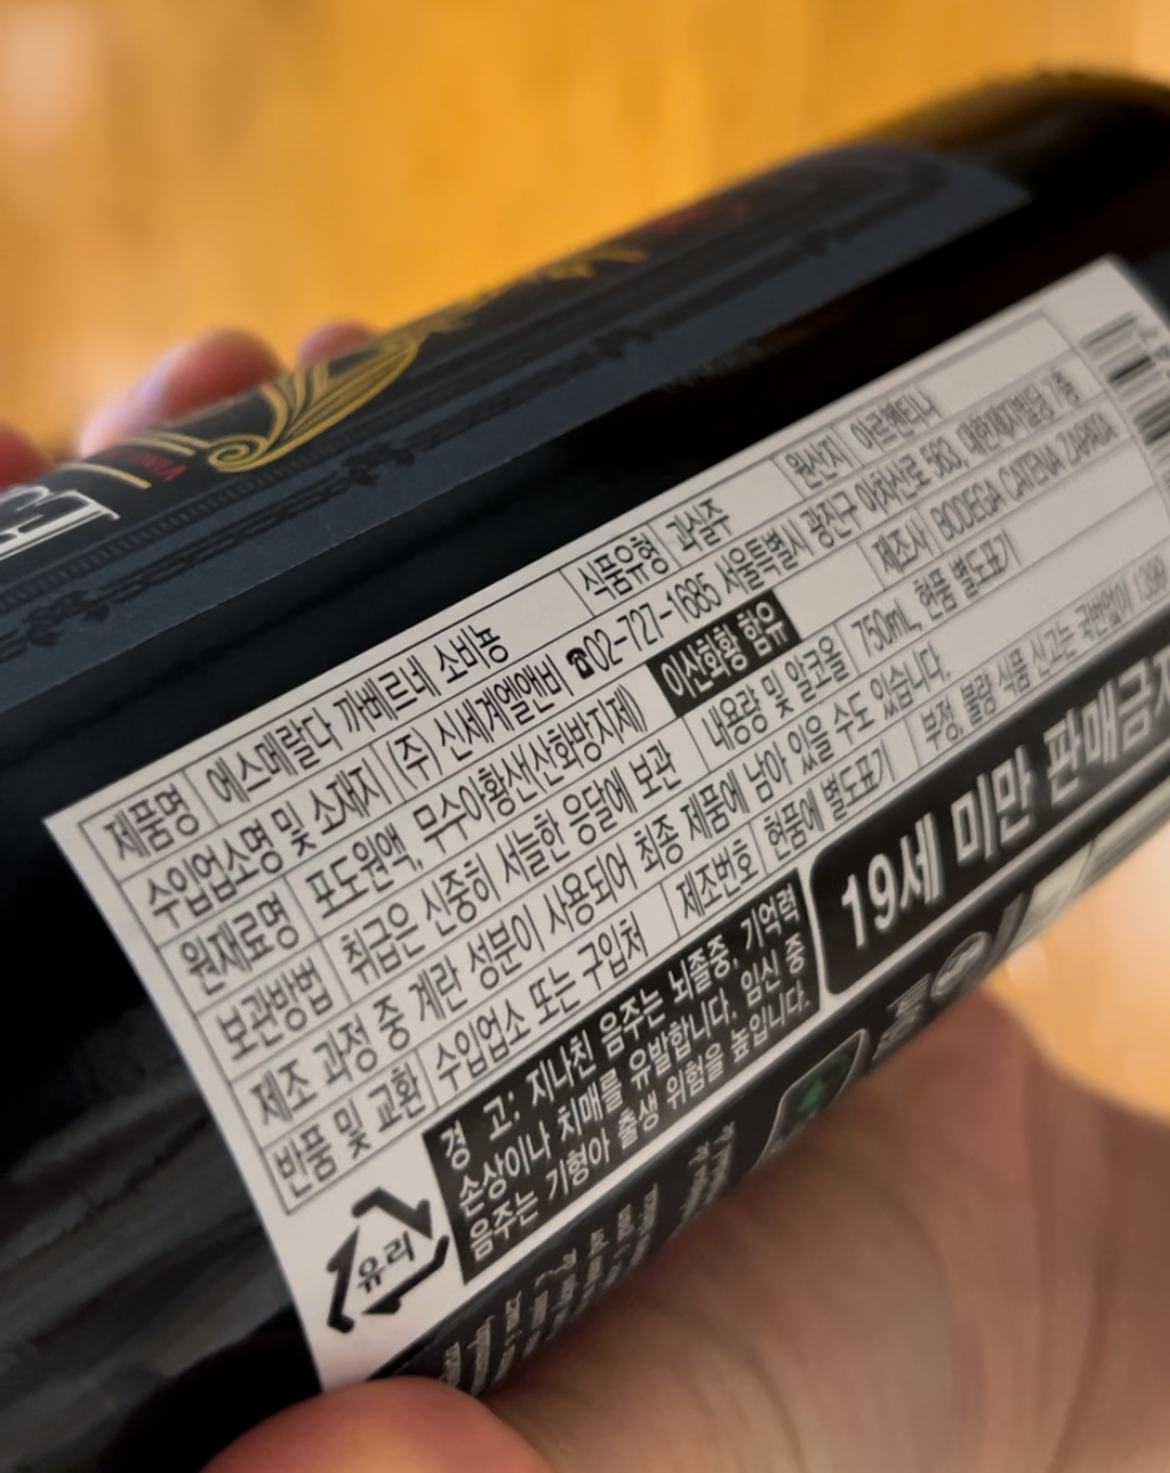 제품명 에스메랄다 까베르네 소비뇽 식품유형 과실주 원산지 아르헨티나
수입업소명 및 소재지 (주) 신세계엘앤비 ☎02-727-1685 서울특별시 광진구 아차산로 563, 대한제지빌딩 7층
원재료명 포도원액, 무수아황산(산화방지제) 이산화황 함유 제조사 BODEGA CATENA ZAPATA
보관방법 취급은 신중히 서늘한 응달에 보관 내용량 및 알코올 750mL, 현품 별도표기
제조 과정 중 계란 성분이 사용되어 최종 제품에 남아 있을 수도 있습니다.
반품 및 교환 수입업소 또는 구입처 제조번호 현품에 별도표기 부정, 불량 식품 신고는 국번없이 1399
경 고: 지나친 음주는 뇌졸중, 기억력
손상이나 치매를 유발합니다. 임신 중
음주는 기형아 출생 위험을 높입니다.
19세 미만 판매금지
유리